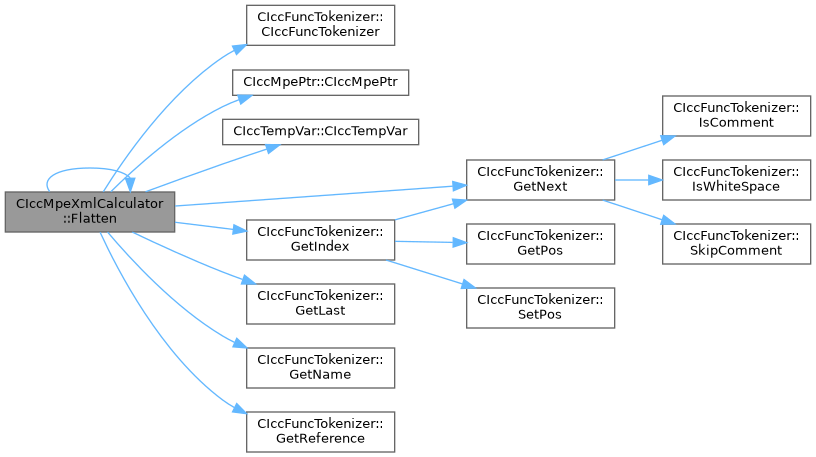 CIccMpeXmlCalculator
::Flatten
CIccFuncTokenizer::
CIccFuncTokenizer
CIccMpePtr::CIccMpePtr
CIccTempVar::CIccTempVar
CIccFuncTokenizer::
GetIndex
CIccFuncTokenizer::
GetLast
CIccFuncTokenizer::
GetName
CIccFuncTokenizer::
GetReference
CIccFuncTokenizer::
GetNext
CIccFuncTokenizer::
GetPos
CIccFuncTokenizer::
SetPos
CIccFuncTokenizer::
IsComment
CIccFuncTokenizer::
IsWhiteSpace
CIccFuncTokenizer::
SkipComment